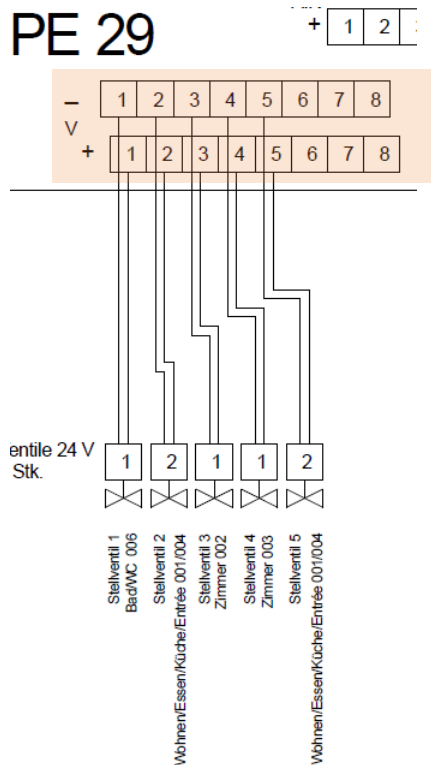 PE 29
+ 1 2
– 1 2 3 4 5 6 7 8
V
+ 1 2 3 4 5 6 7 8
entile 24 V
Stk.
1 2 1 1 2
Stellventil 1
Bad/WC 006
Stellventil 2
Wohnen/Essen/Küche/Entrée 001/004
Stellventil 3
Zimmer 002
Stellventil 4
Zimmer 003
Stellventil 5
Wohnen/Essen/Küche/Entrée 001/004